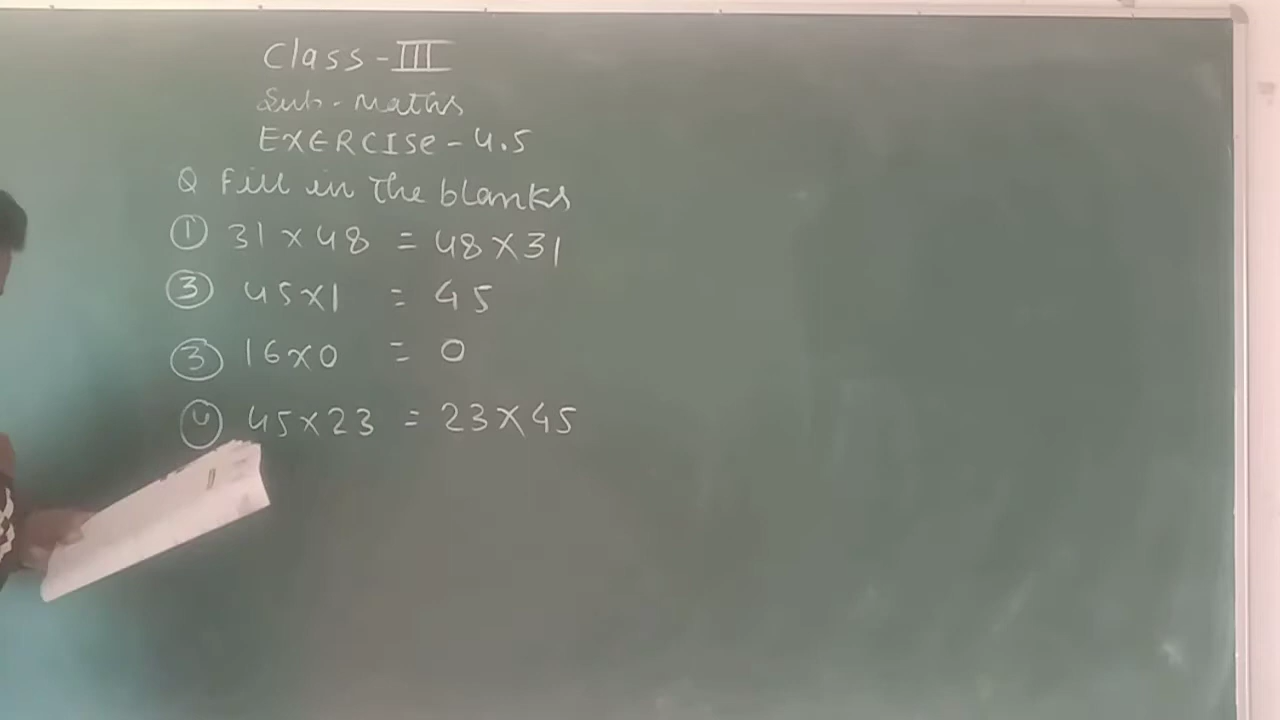 Class - III
Sub - Maths
EXERCISe - 4.5
Q Fill in the blanks
① 31 × 48 = 48 × 31
③ 45 × 1 = 45
③ 16 × 0 = 0
④ 45 × 23 = 23 × 45